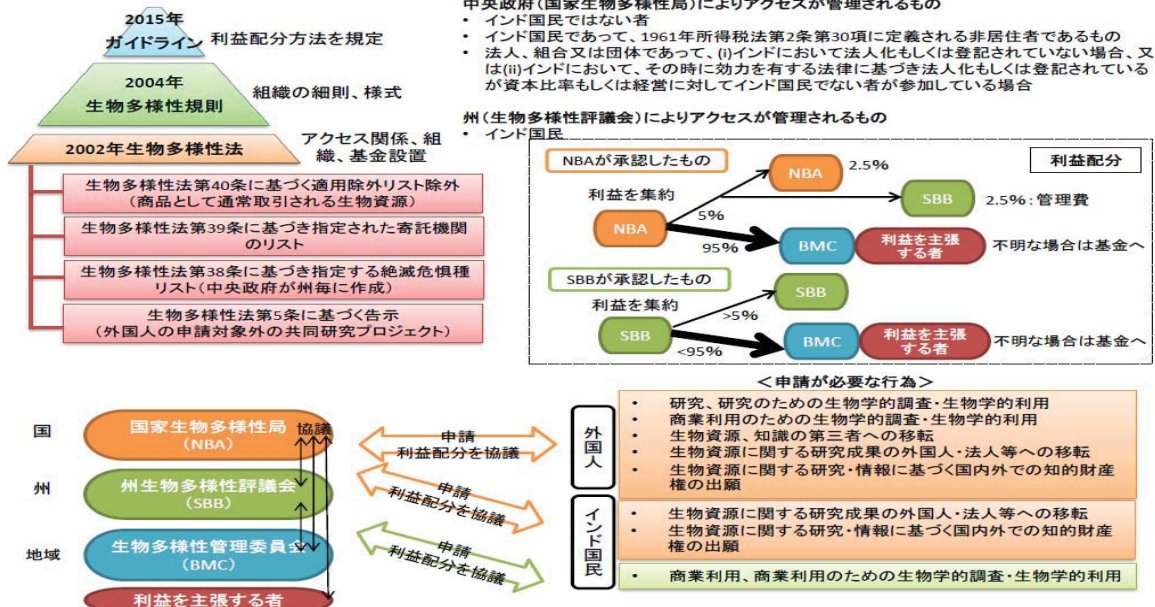 2015年
ガイドライン
利益配分方法を規定
2004年
生物多様性規則
組織の細則、様式
2002年生物多様性法
アクセス関係、組
織、基金設置
生物多様性法第40条に基づく適用除外リスト除外
(商品として通常取引される生物資源)
生物多様性法第39条に基づき指定された寄託機関
のリスト
生物多様性法第38条に基づき指定する絶滅危惧種
リスト(中央政府が州毎に作成)
生物多様性法第5条に基づく告示
(外国人の申請対象外の共同研究プロジェクト)
中央政府(国家生物多様性局)によりアクセスが管理されるもの
• インド国民ではない者
• インド国民であって、1961年所得税法第2条第30項に定義される非居住者であるもの
• 法人、組合又は団体であって、(i)インドにおいて法人化もしくは登記されていない場合、又
は(ii)インドにおいて、その時に効力を有する法律に基づき法人化もしくは登記されている
が資本比率もしくは経営に対してインド国民でない者が参加している場合
州(生物多様性評議会)によりアクセスが管理されるもの
• インド国民
NBAが承認したもの
利益配分
利益を集約
NBA
5%
95%
NBA
2.5%
SBB
2.5%:管理費
BMC
利益を主張
する者
不明な場合は基金へ
SBBが承認したもの
利益を集約
SBB
>5%
<95%
SBB
BMC
利益を主張
する者
不明な場合は基金へ
国
国家生物多様性局
(NBA)
協議
州
州生物多様性評議会
(SBB)
地域
生物多様性管理委員会
(BMC)
利益を主張する者
申請
利益配分を協議
申請
利益配分を協議
申請
利益配分を協議
<申請が必要な行為>
外国人
• 研究、研究のための生物学的調査・生物学的利用
• 商業利用のための生物学的調査・生物学的利用
• 生物資源、知識の第三者への移転
• 生物資源に関する研究成果の外国人・法人等への移転
• 生物資源に関する研究・情報に基づく国内外での知的財産
権の出願
インド国民
• 生物資源に関する研究成果の外国人・法人等への移転
• 生物資源に関する研究・情報に基づく国内外での知的財産
権の出願
• 商業利用、商業利用のための生物学的調査・生物学的利用